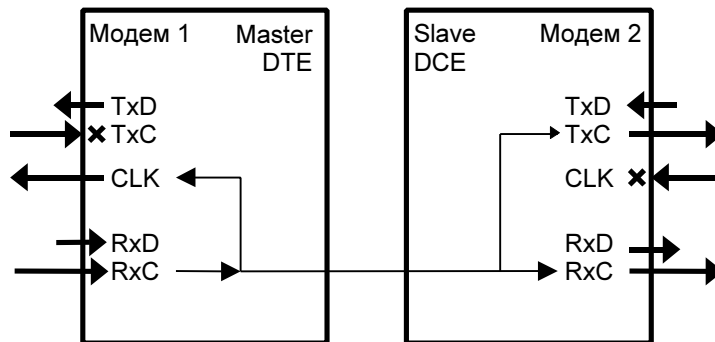 Модем 1
Master
DTE
TxD
TxC
CLK
RxD
RxC
Slave
DCE
Модем 2
TxD
TxC
CLK
RxD
RxC